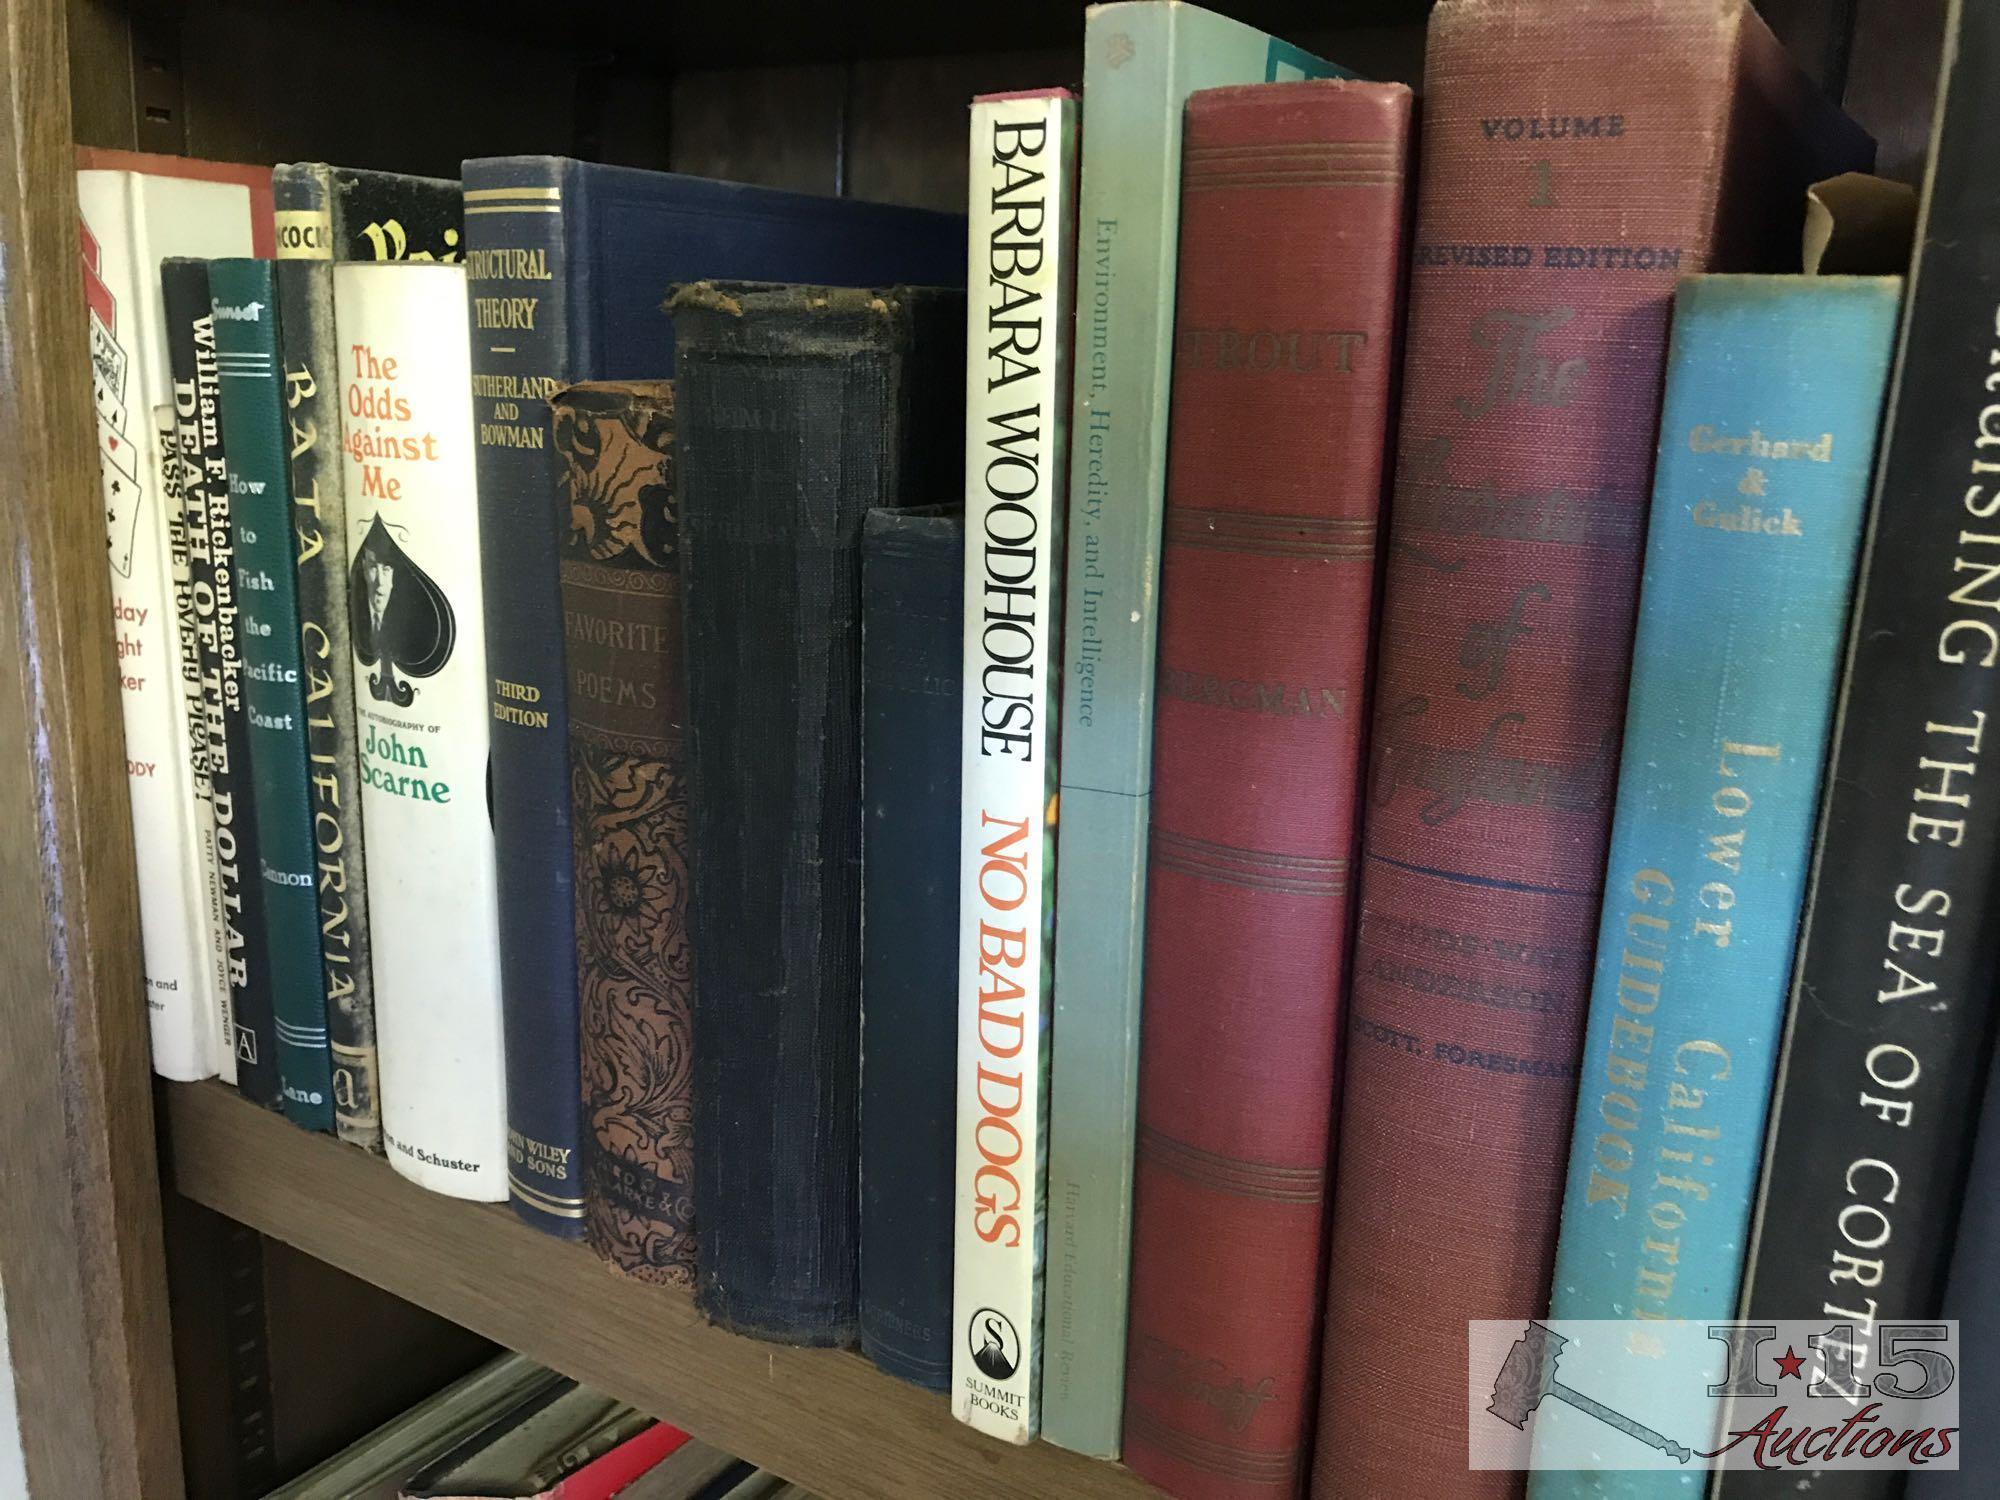 PASS THE POVERTY PLEASE!
PATTY NEWMAN AND JOYCE WENGER
William F. Rickenbacker
DEATH OF THE DOLLAR
A
Sunset
How
to
Fish
the
Pacific
Coast
Cannon
Lane
BAJA CALIFORNIA
a
The
Odds
Against
Me
THE AUTOBIOGRAPHY OF
John
Scarne
and Schuster
STRUCTURAL
THEORY
SUTHERLAND
AND
BOWMAN
THIRD
EDITION
WILEY
AND SONS
FAVORITE
POEMS
BARBARA WOODHOUSE NO BAD DOGS
S
SUMMIT
BOOKS
Environment, Heredity, and Intelligence
Harvard Educational Review
TROUT
BERGMAN
Knopf
VOLUME
1
REVISED EDITION
The
of
England
ANDERSON
SCOTT, FORESMAN
Gerhard
&
Gulick
Lower California
GUIDEBOOK
THE SEA OF CORTEZ
I-15
Auctions